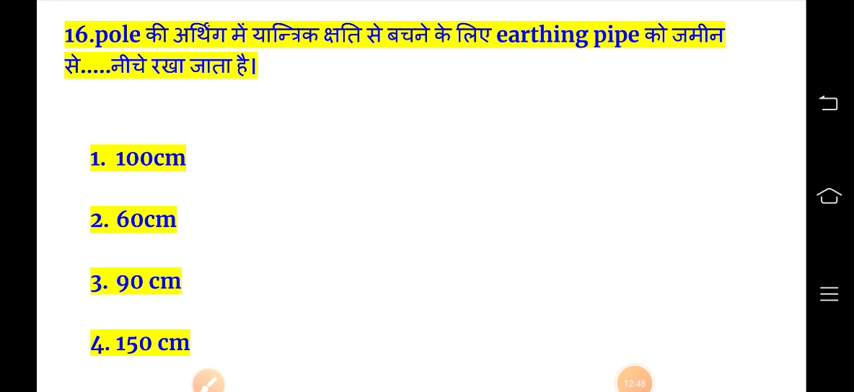 16.pole की अर्थिंग में यान्त्रिक क्षति से बचने के लिए earthing pipe को जमीन
से.....नीचे रखा जाता है।
1. 100cm
2. 60cm
3. 90 cm
4. 150 cm
12:48